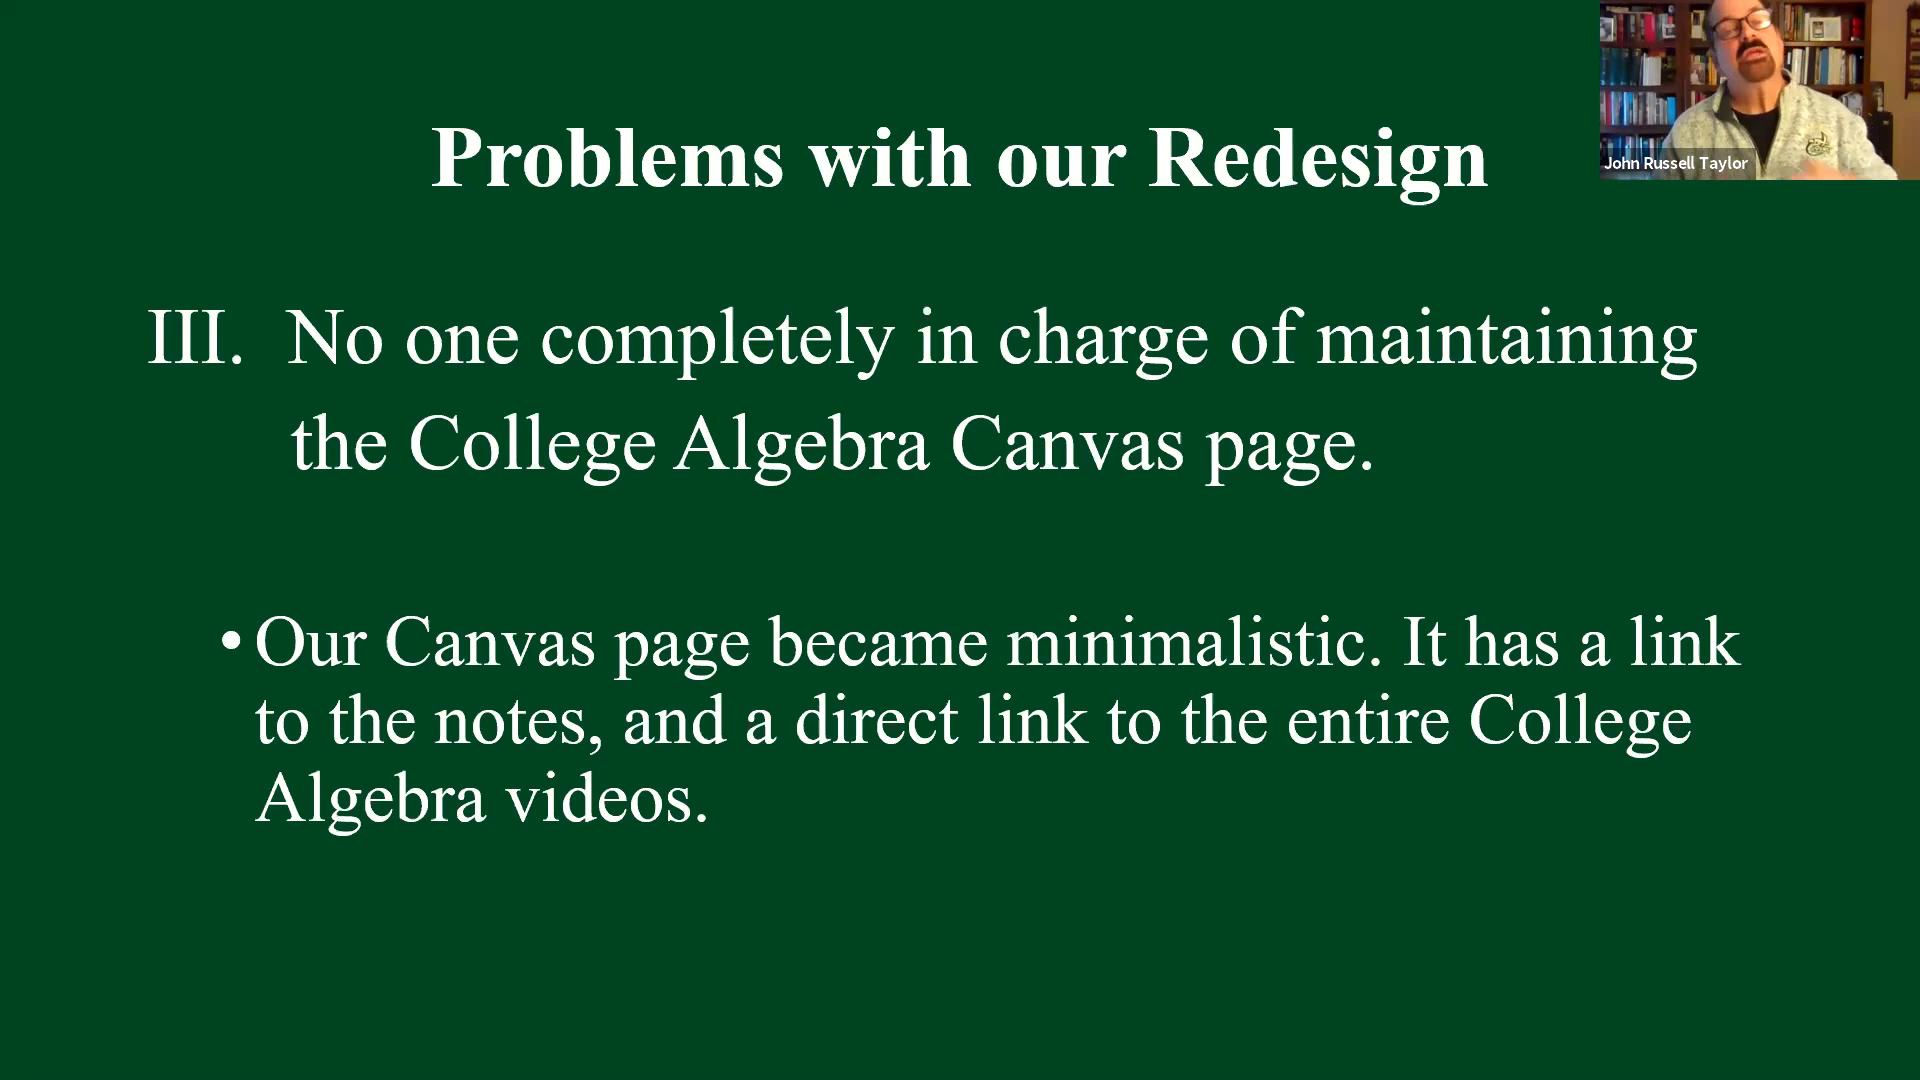 Problems with our Redesign
John Russell Taylor
III. No one completely in charge of maintaining
the College Algebra Canvas page.
• Our Canvas page became minimalistic. It has a link
to the notes, and a direct link to the entire College
Algebra videos.